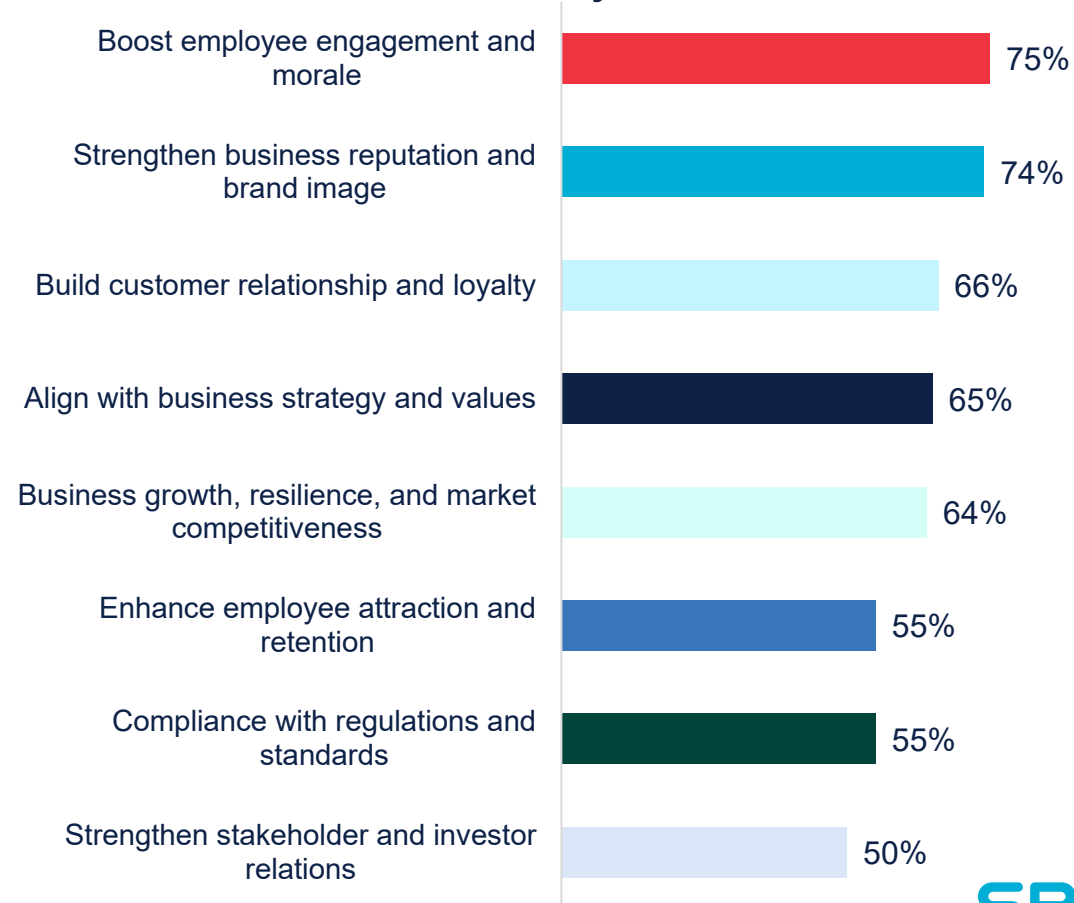 Boost employee engagement and
morale
75%
Strengthen business reputation and
brand image
74%
Build customer relationship and loyalty
66%
Align with business strategy and values
65%
Business growth, resilience, and market
competitiveness
64%
Enhance employee attraction and
retention
55%
Compliance with regulations and
standards
55%
Strengthen stakeholder and investor
relations
50%